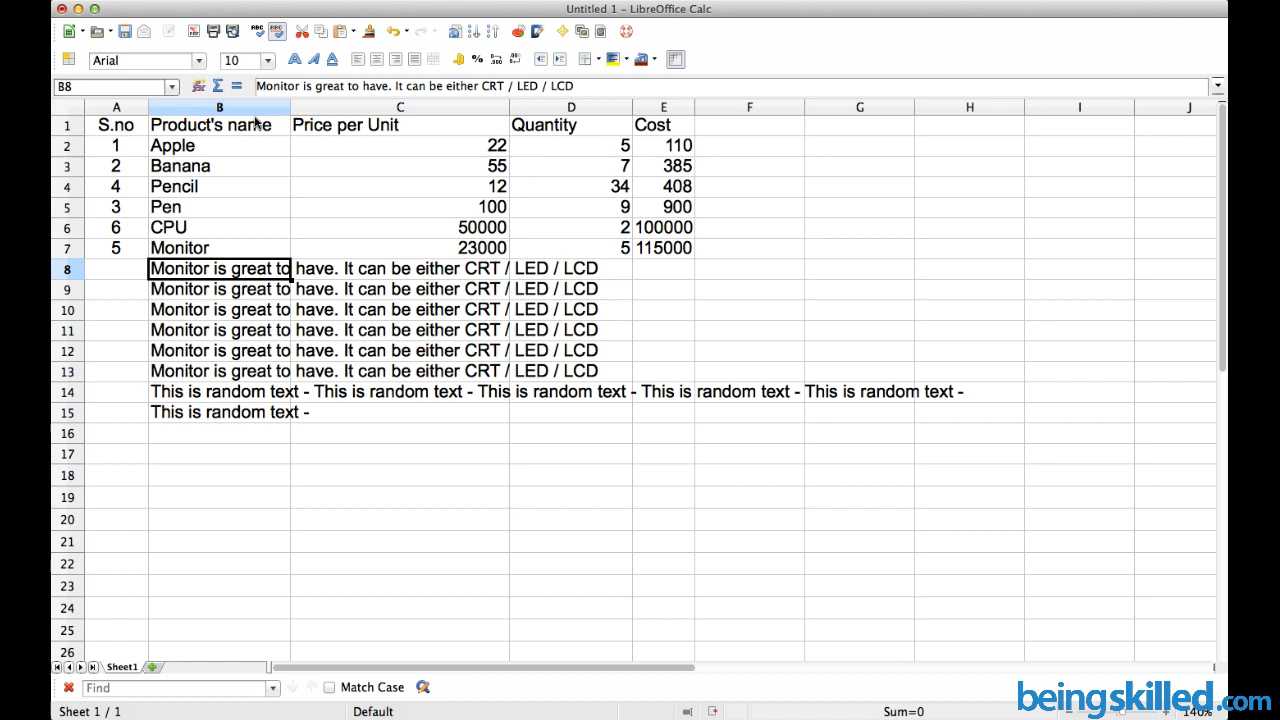 Untitled 1 - LibreOffice Calc
Arial 10
B8 Monitor is great to have. It can be either CRT / LED / LCD
A B C D E F G H I J
1 S.no Product's name Price per Unit Quantity Cost
2 1 Apple 22 5 110
3 2 Banana 55 7 385
4 4 Pencil 12 34 408
5 3 Pen 100 9 900
6 6 CPU 50000 2 100000
7 5 Monitor 23000 5 115000
8 Monitor is great to have. It can be either CRT / LED / LCD
9 Monitor is great to have. It can be either CRT / LED / LCD
10 Monitor is great to have. It can be either CRT / LED / LCD
11 Monitor is great to have. It can be either CRT / LED / LCD
12 Monitor is great to have. It can be either CRT / LED / LCD
13 Monitor is great to have. It can be either CRT / LED / LCD
14 This is random text - This is random text - This is random text - This is random text - This is random text -
15 This is random text -
16
17
18
19
20
21
22
23
24
25
26
Sheet1
Find Match Case
Sheet 1 / 1 Default Sum=0 140%
beingskilled.com